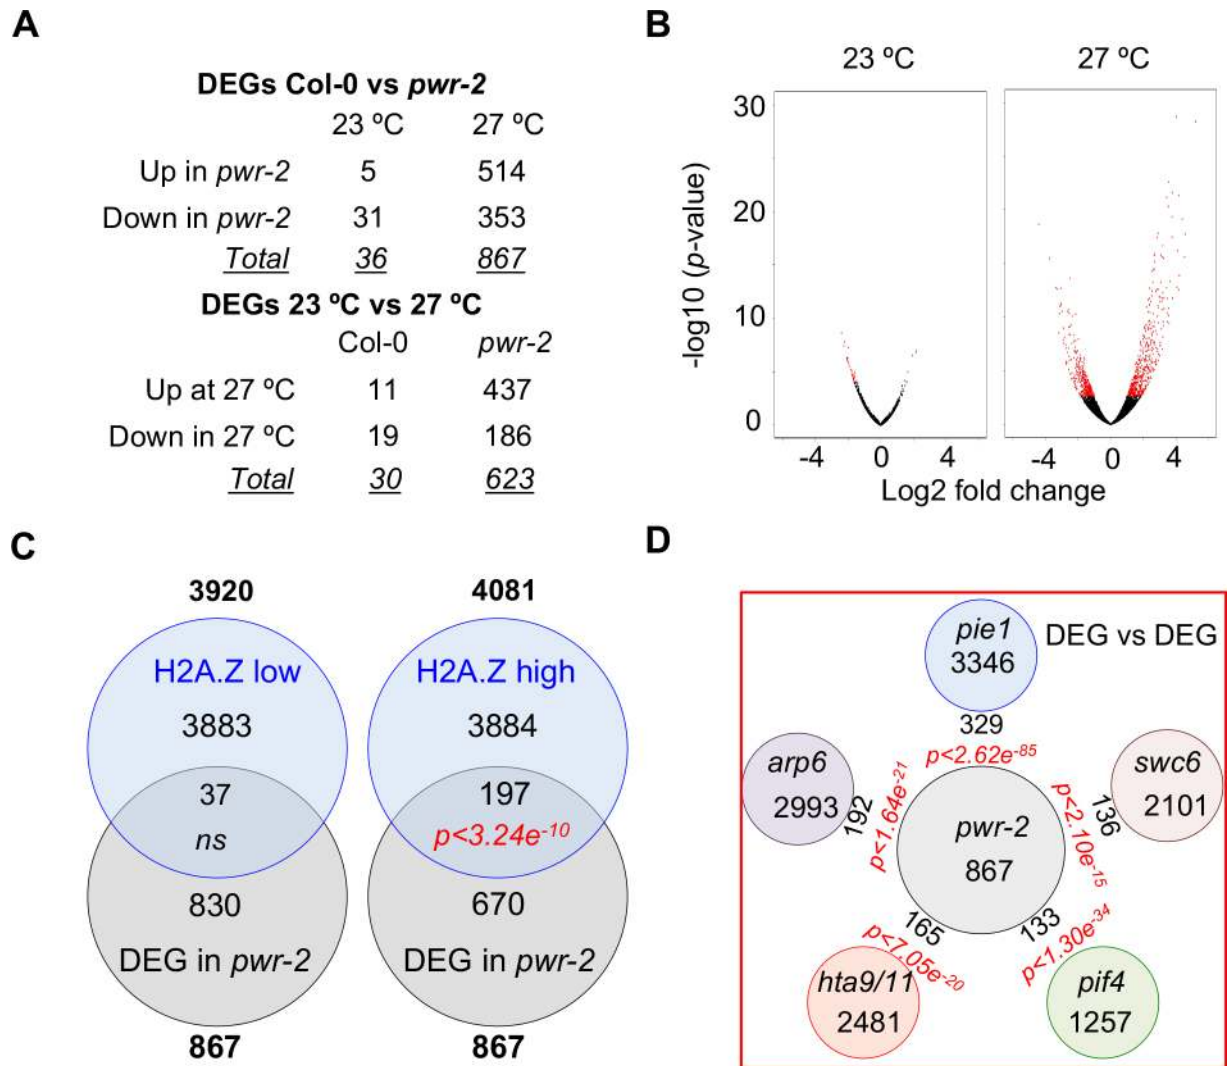 A
DEGs Col-0 vs pwr-2
23 ºC 27 ºC
Up in pwr-2 5 514
Down in pwr-2 31 353
Total 36 867
DEGs 23 ºC vs 27 ºC
Col-0 pwr-2
Up at 27 ºC 11 437
Down in 27 ºC 19 186
Total 30 623
B
23 ºC 27 ºC
30
20
10
0
-log10 (p-value)
-4 0 4 -4 0 4
Log2 fold change
C
3920
H2A.Z low
3883
37
ns
830
DEG in pwr-2
867
4081
H2A.Z high
3884
197
p<3.24e-10
670
DEG in pwr-2
867
D
DEG vs DEG
pie1
3346
329
p<2.62e-85
arp6
2993
192
p<1.64e-21
swc6
2101
136
p<2.10e-15
pwr-2
867
165
p<7.05e-20
133
p<1.30e-34
hta9/11
2481
pif4
1257